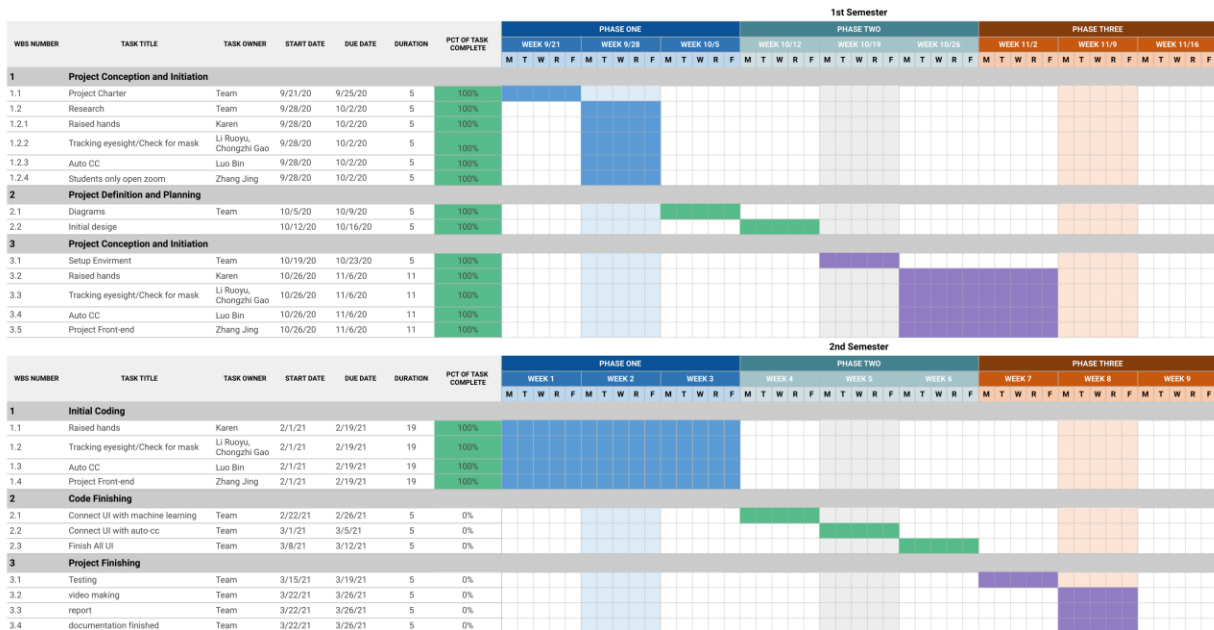 1st Semester
WBS NUMBER TASK TITLE TASK OWNER START DATE DUE DATE DURATION PCT OF TASK COMPLETE PHASE ONE PHASE TWO PHASE THREE
WEEK 9/21 WEEK 9/28 WEEK 10/5 WEEK 10/12 WEEK 10/19 WEEK 10/26 WEEK 11/2 WEEK 11/9 WEEK 11/16
M T W R F M T W R F M T W R F M T W R F M T W R F M T W R F M T W R F M T W R F M T W R F
1 Project Conception and Initiation
1.1 Project Charter Team 9/21/20 9/25/20 5 100%
1.2 Research Team 9/28/20 10/2/20 5 100%
1.2.1 Raised hands Karen 9/28/20 10/2/20 5 100%
1.2.2 Tracking eyesight/Check for mask Li Ruoyu, Chongzhi Gao 9/28/20 10/2/20 5 100%
1.2.3 Auto CC Luo Bin 9/28/20 10/2/20 5 100%
1.2.4 Students only open zoom Zhang Jing 9/28/20 10/2/20 5 100%
2 Project Definition and Planning
2.1 Diagrams Team 10/5/20 10/9/20 5 100%
2.2 Initial desige 10/12/20 10/16/20 5 100%
3 Project Conception and Initiation
3.1 Setup Envirment Team 10/19/20 10/23/20 5 100%
3.2 Raised hands Karen 10/26/20 11/6/20 11 100%
3.3 Tracking eyesight/Check for mask Li Ruoyu, Chongzhi Gao 10/26/20 11/6/20 11 100%
3.4 Auto CC Luo Bin 10/26/20 11/6/20 11 100%
3.5 Project Front-end Zhang Jing 10/26/20 11/6/20 11 100%
2nd Semester
WBS NUMBER TASK TITLE TASK OWNER START DATE DUE DATE DURATION PCT OF TASK COMPLETE PHASE ONE PHASE TWO PHASE THREE
WEEK 1 WEEK 2 WEEK 3 WEEK 4 WEEK 5 WEEK 6 WEEK 7 WEEK 8 WEEK 9
M T W R F M T W R F M T W R F M T W R F M T W R F M T W R F M T W R F M T W R F M T W R F
1 Initial Coding
1.1 Raised hands Karen 2/1/21 2/19/21 19 100%
1.2 Tracking eyesight/Check for mask Li Ruoyu, Chongzhi Gao 2/1/21 2/19/21 19 100%
1.3 Auto CC Luo Bin 2/1/21 2/19/21 19 100%
1.4 Project Front-end Zhang Jing 2/1/21 2/19/21 19 100%
2 Code Finishing
2.1 Connect UI with machine learning Team 2/22/21 2/26/21 5 0%
2.2 Connect UI with auto-cc Team 3/1/21 3/5/21 5 0%
2.3 Finish All UI Team 3/8/21 3/12/21 5 0%
3 Project Finishing
3.1 Testing Team 3/15/21 3/19/21 5 0%
3.2 video making Team 3/22/21 3/26/21 5 0%
3.3 report Team 3/22/21 3/26/21 5 0%
3.4 documentation finished Team 3/22/21 3/26/21 5 0%